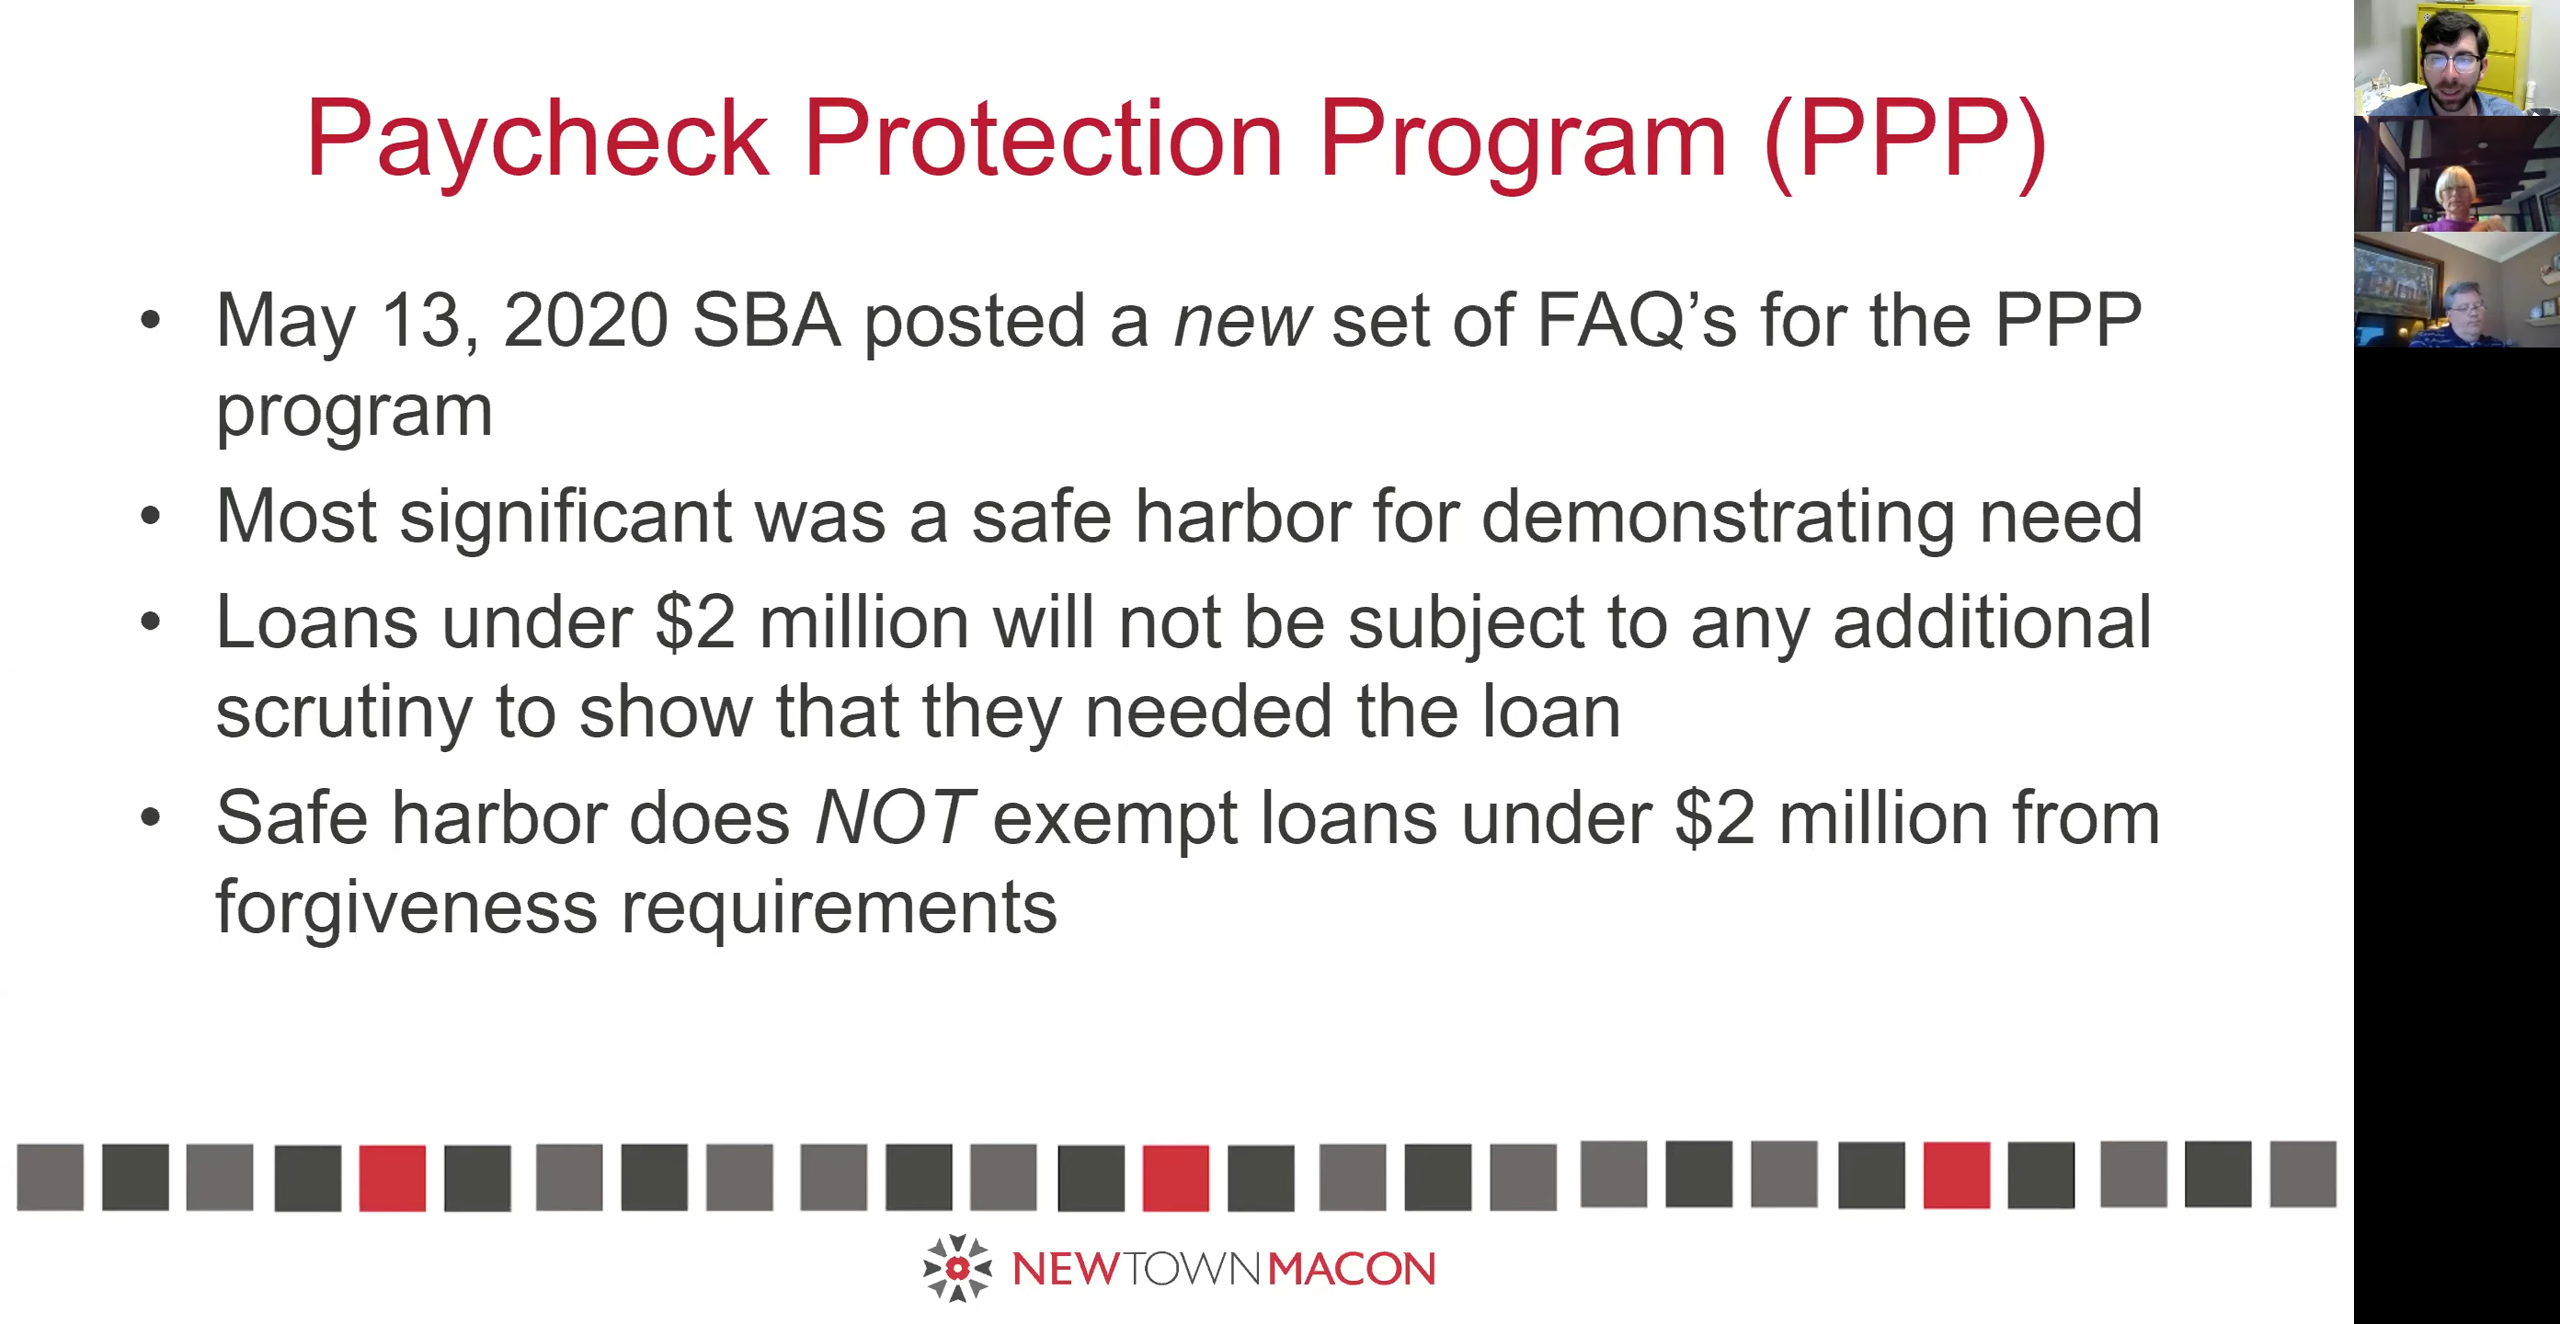 Paycheck Protection Program (PPP)
• May 13, 2020 SBA posted a new set of FAQ’s for the PPP
program
• Most significant was a safe harbor for demonstrating need
• Loans under $2 million will not be subject to any additional
scrutiny to show that they needed the loan
• Safe harbor does NOT exempt loans under $2 million from
forgiveness requirements
NEWTOWNMACON